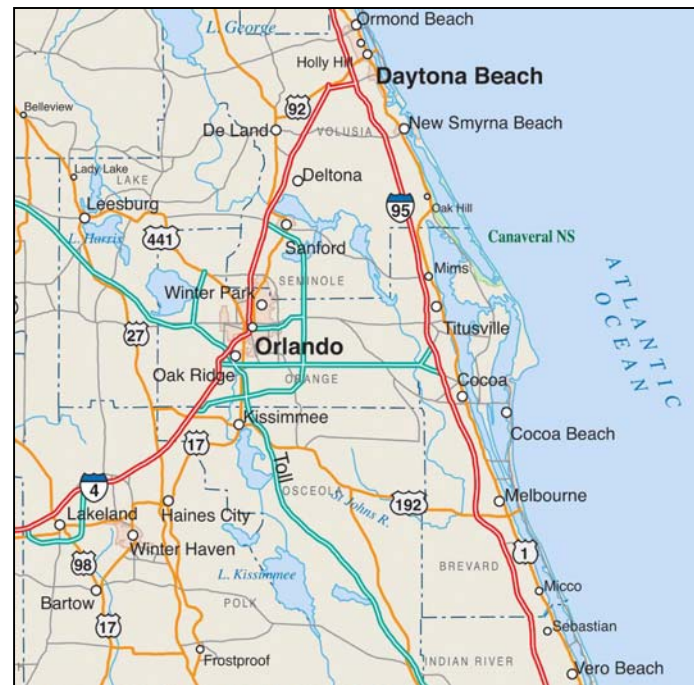 Ormond Beach
L. George
Holly Hill
Daytona Beach
Belleview
92
De Land
VOLUSIA
New Smyrna Beach
Lady Lake
LAKE
Deltona
Leesburg
95
Oak Hill
L. Harris
441
Sanford
Canaveral NS
SEMINOLE
Mims
Winter Park
ATLANTIC
OCEAN
Titusville
27
Orlando
Oak Ridge
ORANGE
Cocoa
Kissimmee
Cocoa Beach
17
Toll
4
OSCEOLA
St Johns R.
192
Melbourne
Lakeland
Haines City
Winter Haven
1
98
L. Kissimmee
BREVARD
Bartow
POLK
Micco
17
Sebastian
Frostproof
INDIAN RIVER
Vero Beach